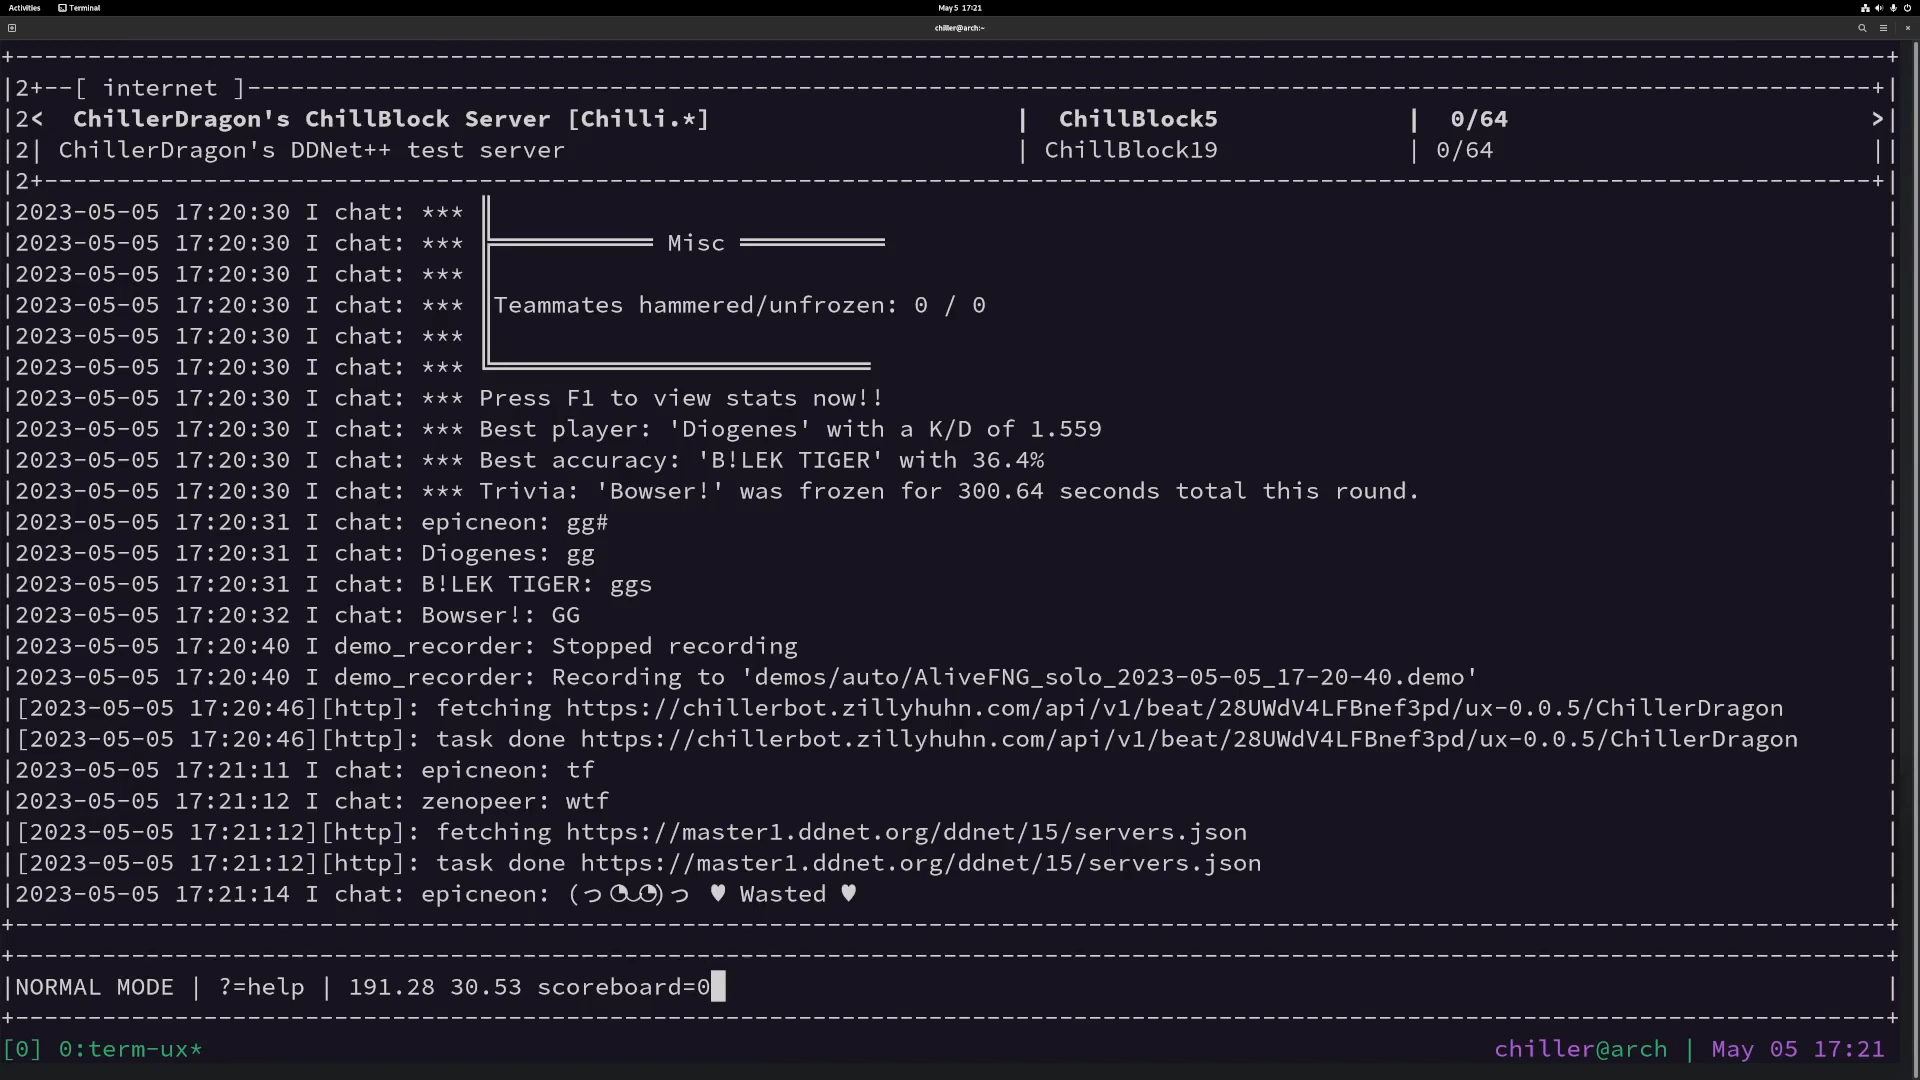 Activities Terminal May 5 17:21
chiller@arch:~
+--[ internet ]--+
|2< ChillerDragon's ChillBlock Server [Chilli.*] | ChillBlock5 | 0/64 >|
|2| ChillerDragon's DDNet++ test server | ChillBlock19 | 0/64 ||
|2+--+|
|2023-05-05 17:20:30 I chat: *** ║
|2023-05-05 17:20:30 I chat: *** ╠═══════════ Misc ══════════
|2023-05-05 17:20:30 I chat: *** ║
|2023-05-05 17:20:30 I chat: *** ║Teammates hammered/unfrozen: 0 / 0
|2023-05-05 17:20:30 I chat: *** ║
|2023-05-05 17:20:30 I chat: *** ╚══════════════════════════
|2023-05-05 17:20:30 I chat: *** Press F1 to view stats now!!
|2023-05-05 17:20:30 I chat: *** Best player: 'Diogenes' with a K/D of 1.559
|2023-05-05 17:20:30 I chat: *** Best accuracy: 'B!LEK TIGER' with 36.4%
|2023-05-05 17:20:30 I chat: *** Trivia: 'Bowser!' was frozen for 300.64 seconds total this round.
|2023-05-05 17:20:31 I chat: epicneon: gg#
|2023-05-05 17:20:31 I chat: Diogenes: gg
|2023-05-05 17:20:31 I chat: B!LEK TIGER: ggs
|2023-05-05 17:20:32 I chat: Bowser!: GG
|2023-05-05 17:20:40 I demo_recorder: Stopped recording
|2023-05-05 17:20:40 I demo_recorder: Recording to 'demos/auto/AliveFNG_solo_2023-05-05_17-20-40.demo'
|[2023-05-05 17:20:46][http]: fetching https://chillerbot.zillyhuhn.com/api/v1/beat/28UWdV4LFBnef3pd/ux-0.0.5/ChillerDragon
|[2023-05-05 17:20:46][http]: task done https://chillerbot.zillyhuhn.com/api/v1/beat/28UWdV4LFBnef3pd/ux-0.0.5/ChillerDragon
|2023-05-05 17:21:11 I chat: epicneon: tf
|2023-05-05 17:21:12 I chat: zenopeer: wtf
|[2023-05-05 17:21:12][http]: fetching https://master1.ddnet.org/ddnet/15/servers.json
|[2023-05-05 17:21:12][http]: task done https://master1.ddnet.org/ddnet/15/servers.json
|2023-05-05 17:21:14 I chat: epicneon: (っ◔◡◔)っ ♥ Wasted ♥
|NORMAL MODE | ?=help | 191.28 30.53 scoreboard=0
[0] 0:term-ux* chiller@arch | May 05 17:21